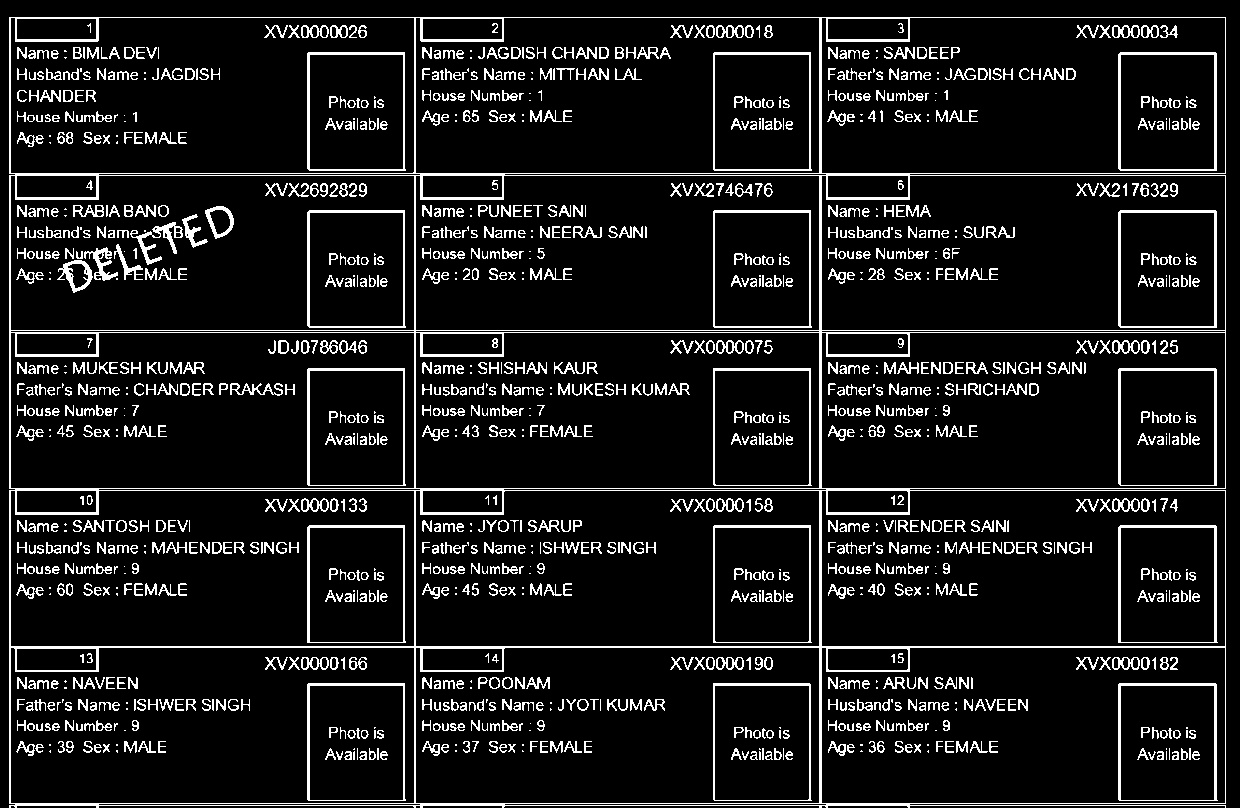 1 XVX0000026
Name : BIMLA DEVI
Husband's Name : JAGDISH
CHANDER
House Number : 1
Age : 68 Sex : FEMALE
Photo is
Available
2 XVX0000018
Name : JAGDISH CHAND BHARA
Father's Name : MITTHAN LAL
House Number : 1
Age : 65 Sex : MALE
Photo is
Available
3 XVX0000034
Name : SANDEEP
Father's Name : JAGDISH CHAND
House Number : 1
Age : 41 Sex : MALE
Photo is
Available
4 XVX2692829
Name : RABIA BANO
Husband's Name :
House Number : 1
Age : Sex : FEMALE
DELETED
Photo is
Available
5 XVX2746476
Name : PUNEET SAINI
Father's Name : NEERAJ SAINI
House Number : 5
Age : 20 Sex : MALE
Photo is
Available
6 XVX2176329
Name : HEMA
Husband's Name : SURAJ
House Number : 6F
Age : 28 Sex : FEMALE
Photo is
Available
7 JDJ0786046
Name : MUKESH KUMAR
Father's Name : CHANDER PRAKASH
House Number : 7
Age : 45 Sex : MALE
Photo is
Available
8 XVX0000075
Name : SHISHAN KAUR
Husband's Name : MUKESH KUMAR
House Number : 7
Age : 43 Sex : FEMALE
Photo is
Available
9 XVX0000125
Name : MAHENDERA SINGH SAINI
Father's Name : SHRICHAND
House Number : 9
Age : 69 Sex : MALE
Photo is
Available
10 XVX0000133
Name : SANTOSH DEVI
Husband's Name : MAHENDER SINGH
House Number : 9
Age : 60 Sex : FEMALE
Photo is
Available
11 XVX0000158
Name : JYOTI SARUP
Father's Name : ISHWER SINGH
House Number : 9
Age : 45 Sex : MALE
Photo is
Available
12 XVX0000174
Name : VIRENDER SAINI
Father's Name : MAHENDER SINGH
House Number : 9
Age : 40 Sex : MALE
Photo is
Available
13 XVX0000166
Name : NAVEEN
Father's Name : ISHWER SINGH
House Number : 9
Age : 39 Sex : MALE
Photo is
Available
14 XVX0000190
Name : POONAM
Husband's Name : JYOTI KUMAR
House Number : 9
Age : 37 Sex : FEMALE
Photo is
Available
15 XVX0000182
Name : ARUN SAINI
Husband's Name : NAVEEN
House Number : 9
Age : 36 Sex : FEMALE
Photo is
Available